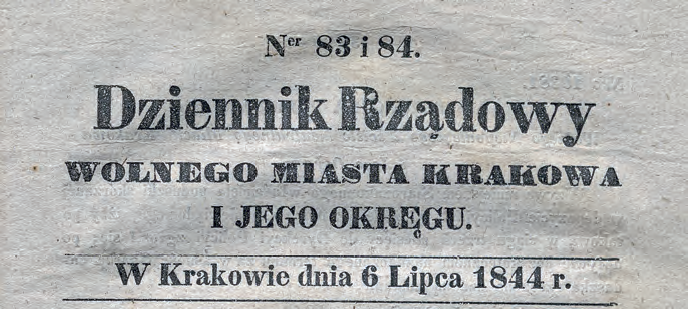 Ner 83 i 84.
Dziennik Rządowy
WOLNEGO MIASTA KRAKOWA
I JEGO OKRĘGU.
W Krakowie dnia 6 Lipca 1844 r.